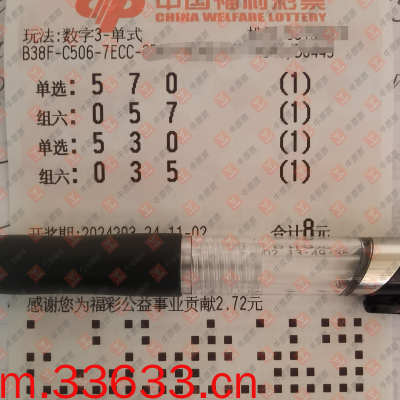 中国福利彩票
CHINA WELFARE LOTTERY
玩法:数字3-单式
B38F-C506-7ECC-
单选: 5 7 0 (1)
组六: 0 5 7 (1)
单选: 5 3 0 (1)
组六: 0 3 5 (1)
开奖期:2024293-24-11-02 合计8元
感谢您为福彩公益事业贡献2.72元
m.33633.cn